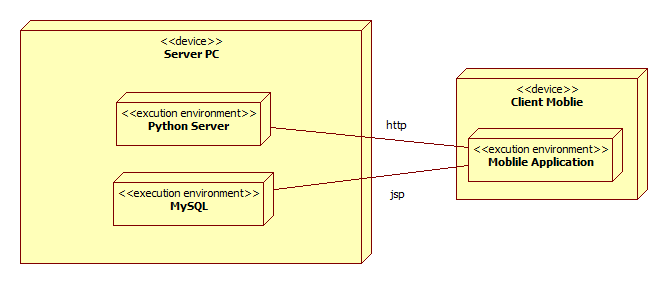 <<device>>
Server PC
<<excution environment>>
Python Server
<<execution environment>>
MySQL
http
jsp
<<device>>
Client Moblie
<<excution environment>>
Moblile Application